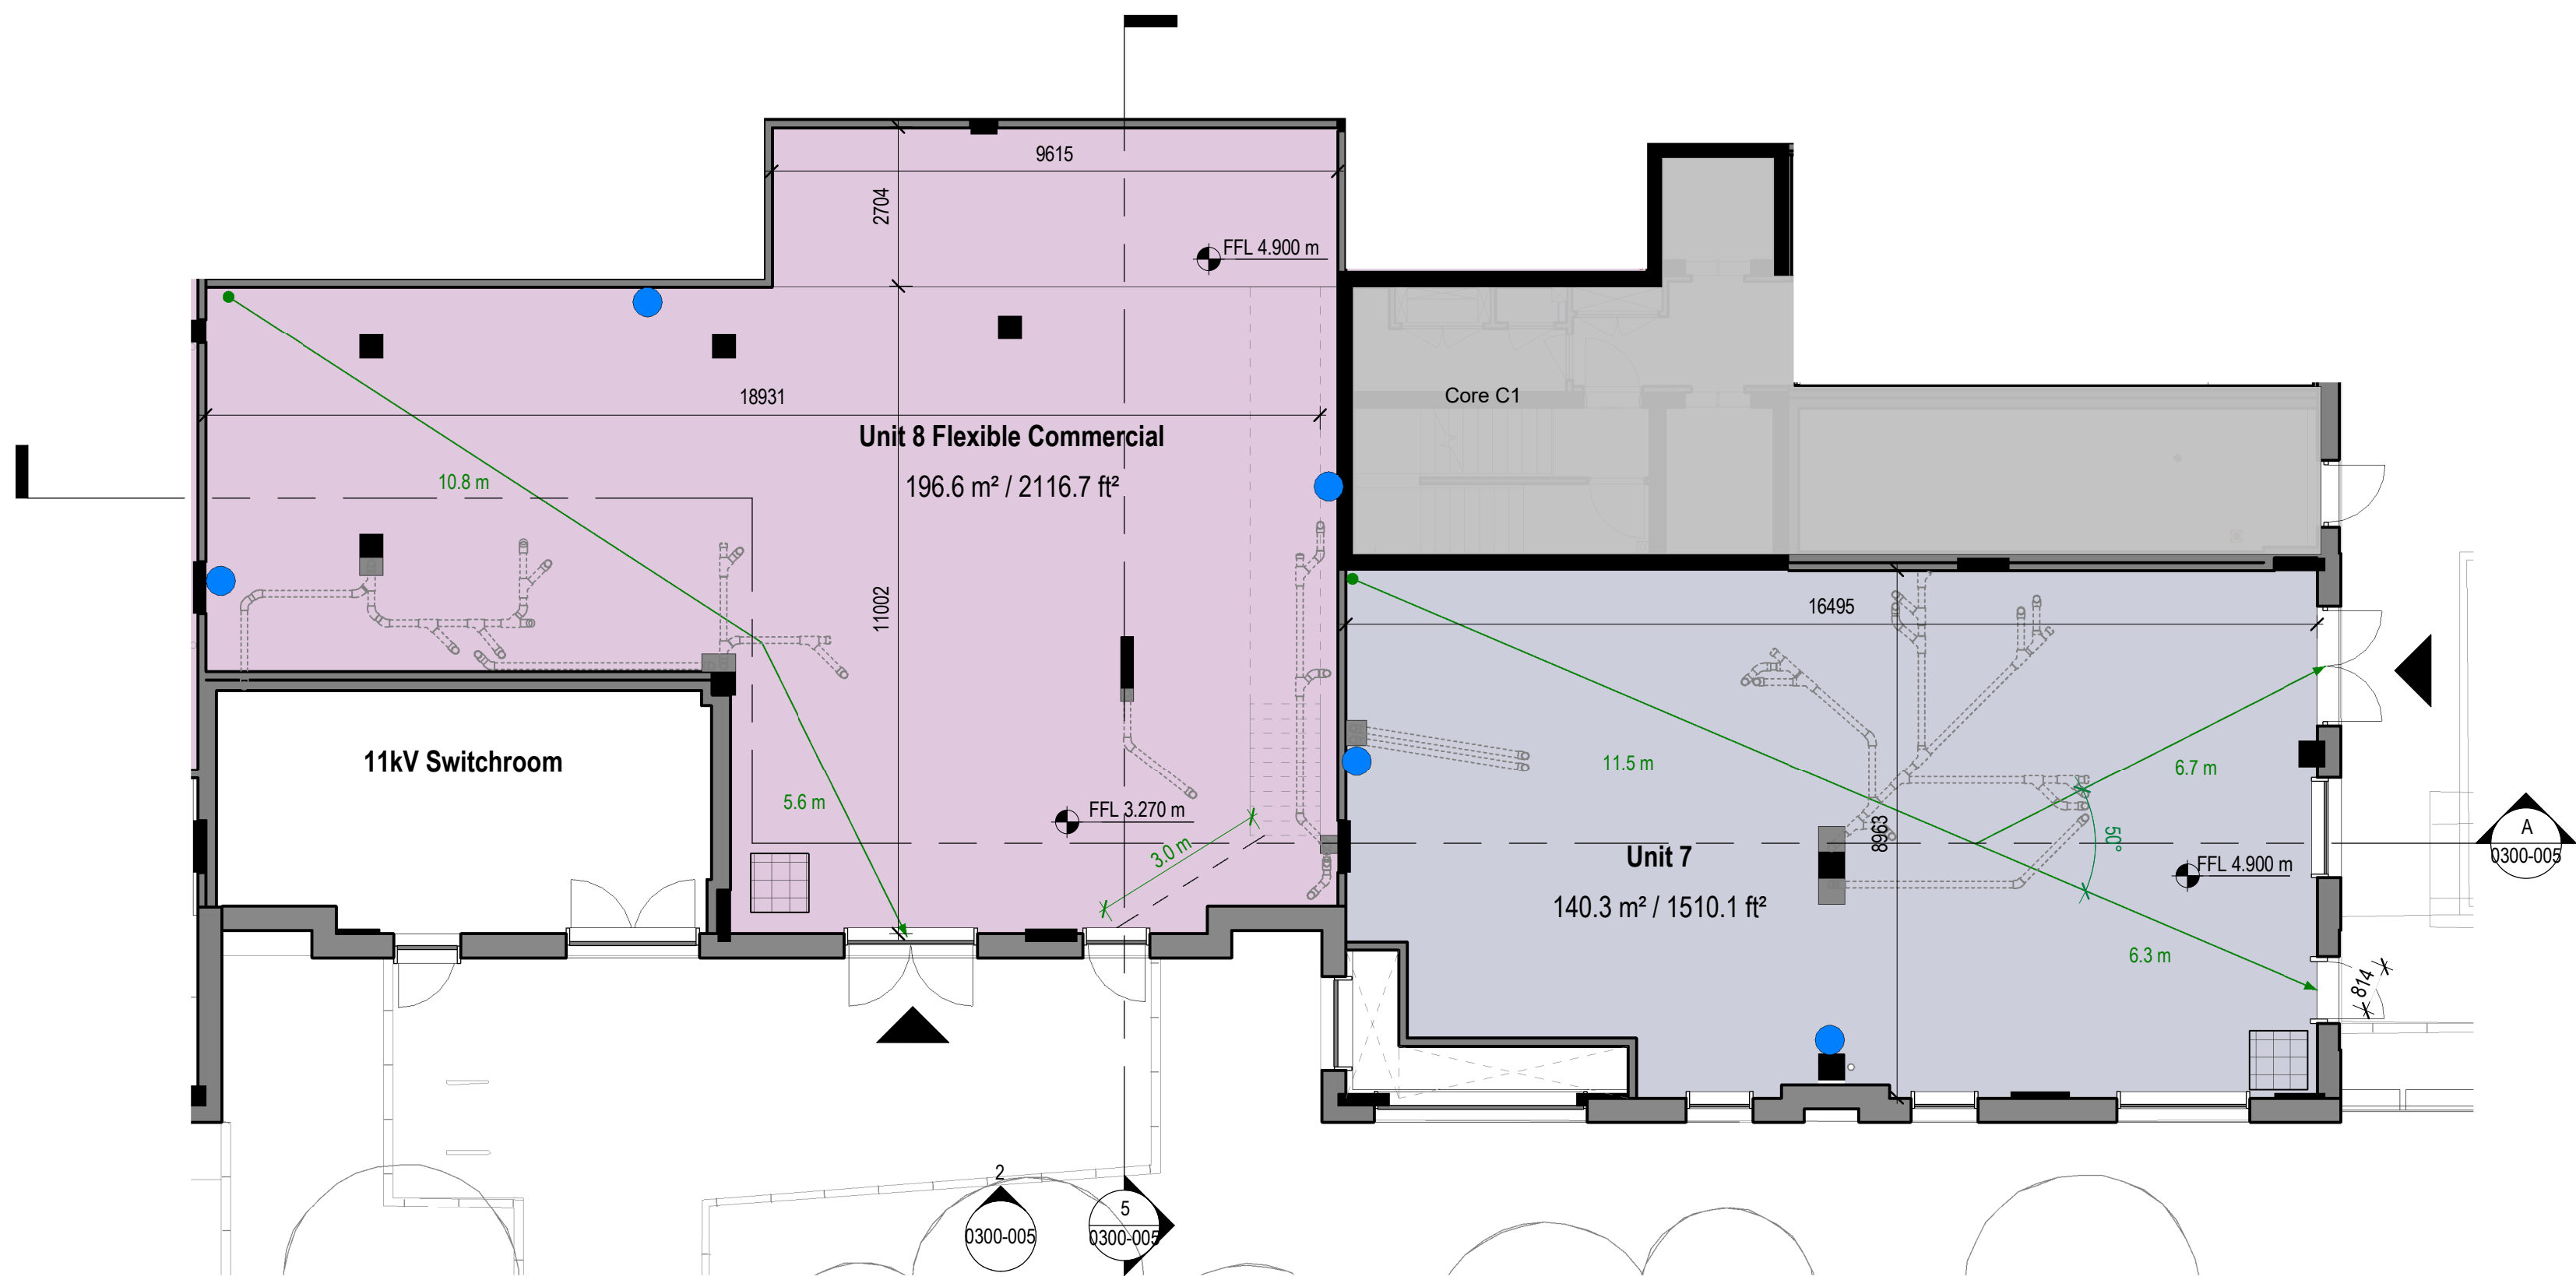 9615
2704
FFL 4.900 m
18931
Core C1
Unit 8 Flexible Commercial
196.6 m² / 2116.7 ft²
10.8 m
11002
16495
11kV Switchroom
11.5 m
6.7 m
5.6 m
FFL 3.270 m
3.0 m
8963
50°
Unit 7
140.3 m² / 1510.1 ft²
FFL 4.900 m
A
0300-005
6.3 m
814
2
0300-005
5
0300-005